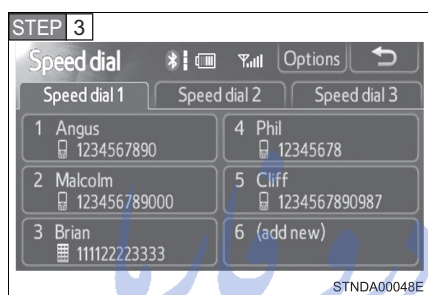 STEP 3
Speed dial Options
Speed dial 1 Speed dial 2 Speed dial 3
1 Angus
1234567890
2 Malcolm
123456789000
3 Brian
111122223333
4 Phil
12345678
5 Cliff
1234567890987
6 (add new)
STNDA00048E